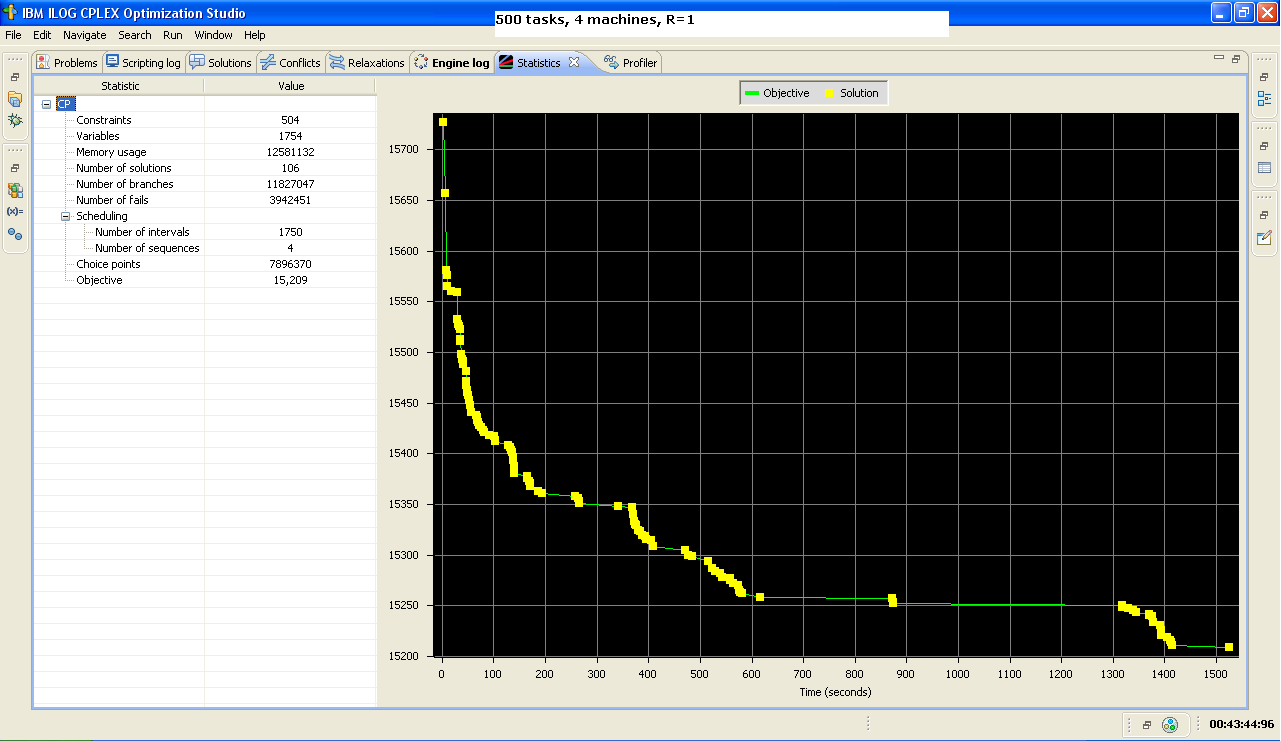 IBM ILOG CPLEX Optimization Studio
500 tasks, 4 machines, R=1
File Edit Navigate Search Run Window Help
Problems Scripting log Solutions Conflicts Relaxations Engine log Statistics Profiler
Statistic Value
CP
Constraints 504
Variables 1754
Memory usage 12581132
Number of solutions 106
Number of branches 11827047
Number of fails 3942451
Scheduling
Number of intervals 1750
Number of sequences 4
Choice points 7896370
Objective 15,209
Objective Solution
15700
15650
15600
15550
15500
15450
15400
15350
15300
15250
15200
0 100 200 300 400 500 600 700 800 900 1000 1100 1200 1300 1400 1500
Time (seconds)
(x)=
00:43:44:96